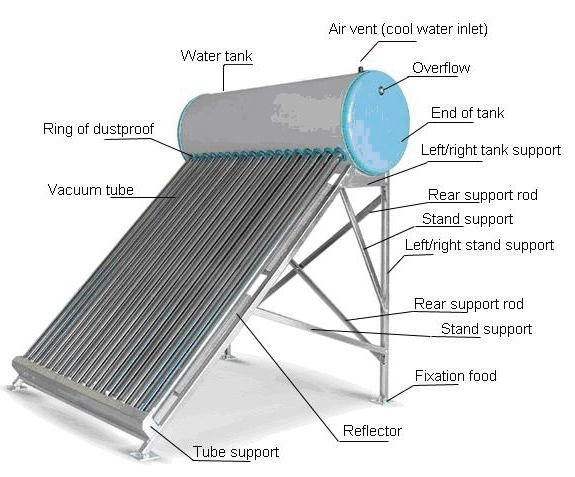 Air vent (cool water inlet)
Water tank
Overflow
End of tank
Ring of dustproof
Left/right tank support
Vacuum tube
Rear support rod
Stand support
Left/right stand support
Rear support rod
Stand support
Fixation food
Reflector
Tube support